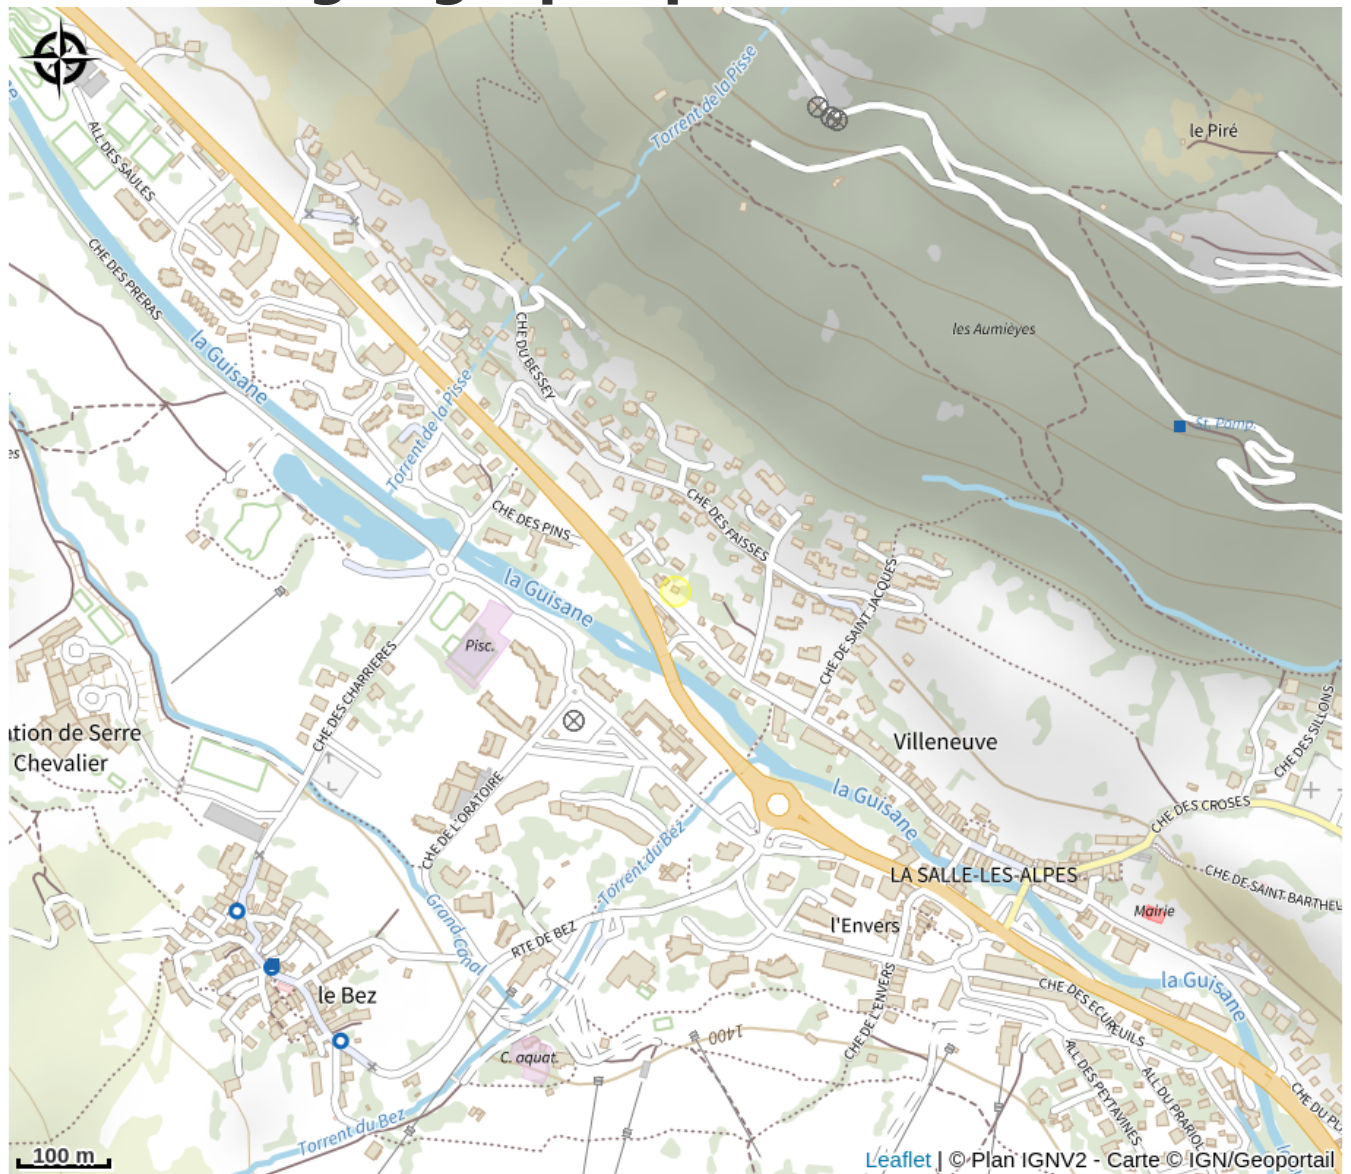 Torrent de la Pisse
le Piré
ALL DES SAULES
CHE DES PRERAS
la Guisane
les Aumièyes
CHE DU BESSEY
Torrent de la Pisse
St. Pomp.
CHE DES PINS
CHE DES FAISSES
la Guisane
CHE DE SAINT JACQUES
Pisc.
CHE DES CHARRIERES
ation de Serre
Chevalier
Villeneuve
CHE DES SILLONS
la Guisane
CHE DE L'ORATOIRE
CHE DES CROSES
Torrent du Bez
LA SALLE-LES-ALPES
CHE DE SAINT-BARTHEL
Grand Canal
Mairie
l'Envers
RTE DE BEZ
le Bez
la Guisane
CHE DE L'ENVERS
CHE DES ECUREUILS
1400
C. aquat.
ALL DES PEYTAVINES
ALL DU PRARIOL
CHE DU PL
Torrent du Bez
100 m
Leaflet | © Plan IGNV2 - Carte © IGN/Geoportail